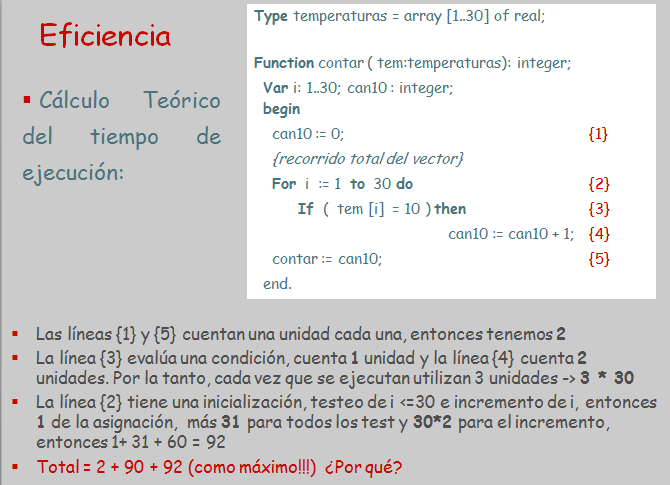 Eficiencia
▪ Cálculo Teórico
del tiempo de
ejecución:
Type temperaturas = array [1..30] of real;
Function contar ( tem:temperaturas): integer;
Var i: 1..30; can10 : integer;
begin
can10 := 0; {1}
{recorrido total del vector}
For i := 1 to 30 do {2}
If ( tem [i] = 10 ) then {3}
can10 := can10 + 1; {4}
contar := can10; {5}
end.
▪ Las líneas {1} y {5} cuentan una unidad cada una, entonces tenemos 2
▪ La línea {3} evalúa una condición, cuenta 1 unidad y la línea {4} cuenta 2
unidades. Por la tanto, cada vez que se ejecutan utilizan 3 unidades -> 3 * 30
▪ La línea {2} tiene una inicialización, testeo de i <=30 e incremento de i, entonces
1 de la asignación, más 31 para todos los test y 30*2 para el incremento,
entonces 1+ 31 + 60 = 92
▪ Total = 2 + 90 + 92 (como máximo!!!) ¿Por qué?